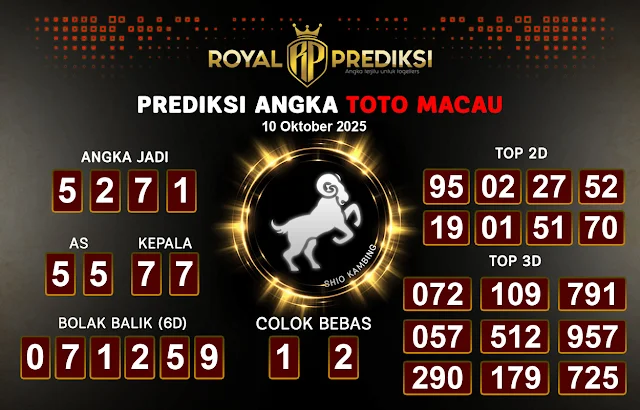 ROYAL RP PREDIKSI
Angka terjitu untuk togellers
PREDIKSI ANGKA TOTO MACAU
10 Oktober 2025
ANGKA JADI
5 2 7 1
AS KEPALA
5 5 7 7
BOLAK BALIK (6D)
0 7 1 2 5 9
SHIO KAMBING
COLOK BEBAS
1 2
TOP 2D
95 02 27 52
19 01 51 70
TOP 3D
072 109 791
057 512 957
290 179 725